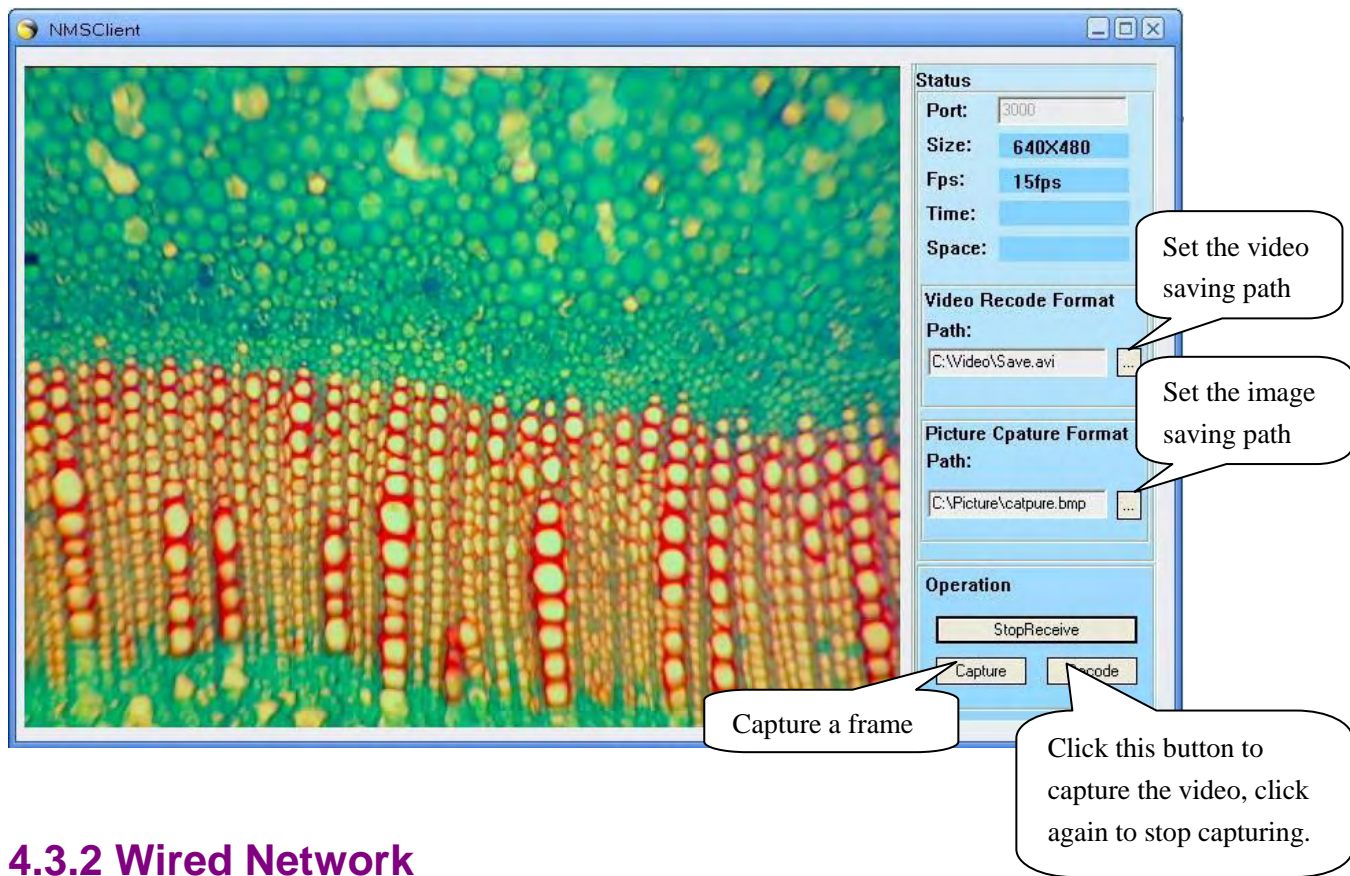 NMSClient
Status
Port: 3000
Size: 640X480
Fps: 15fps
Time:
Space:
Set the video
saving path
Video Recode Format
Path:
C:\Video\Save.avi ...
Set the image
saving path
Picture Cpature Format
Path:
C:\Picture\catpure.bmp ...
Operation
StopReceive
Capture
Capture a frame
Click this button to
capture the video, click
again to stop capturing.
4.3.2 Wired Network